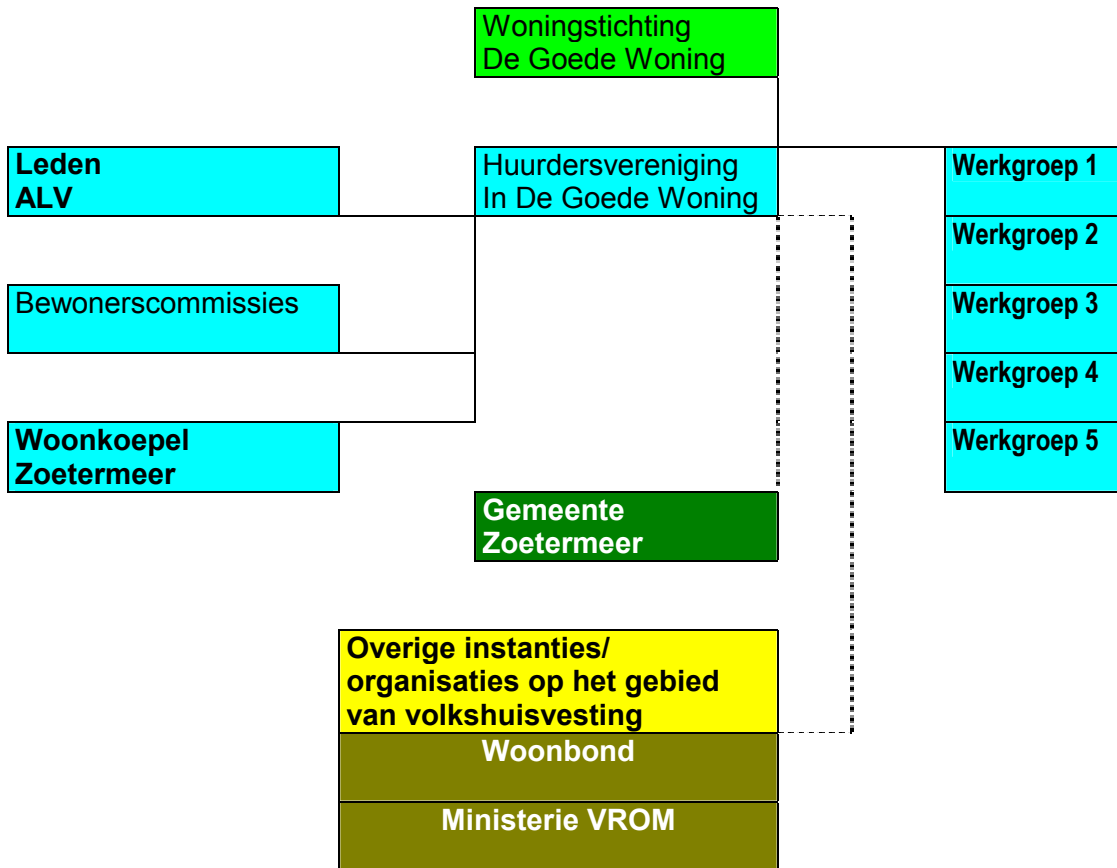 Woningstichting
De Goede Woning
Leden
ALV
Huurdersvereniging
In De Goede Woning
Werkgroep 1
Werkgroep 2
Bewonerscommissies
Werkgroep 3
Werkgroep 4
Woonkoepel
Zoetermeer
Werkgroep 5
Gemeente
Zoetermeer
Overige instanties/
organisaties op het gebied
van volkshuisvesting
Woonbond
Ministerie VROM